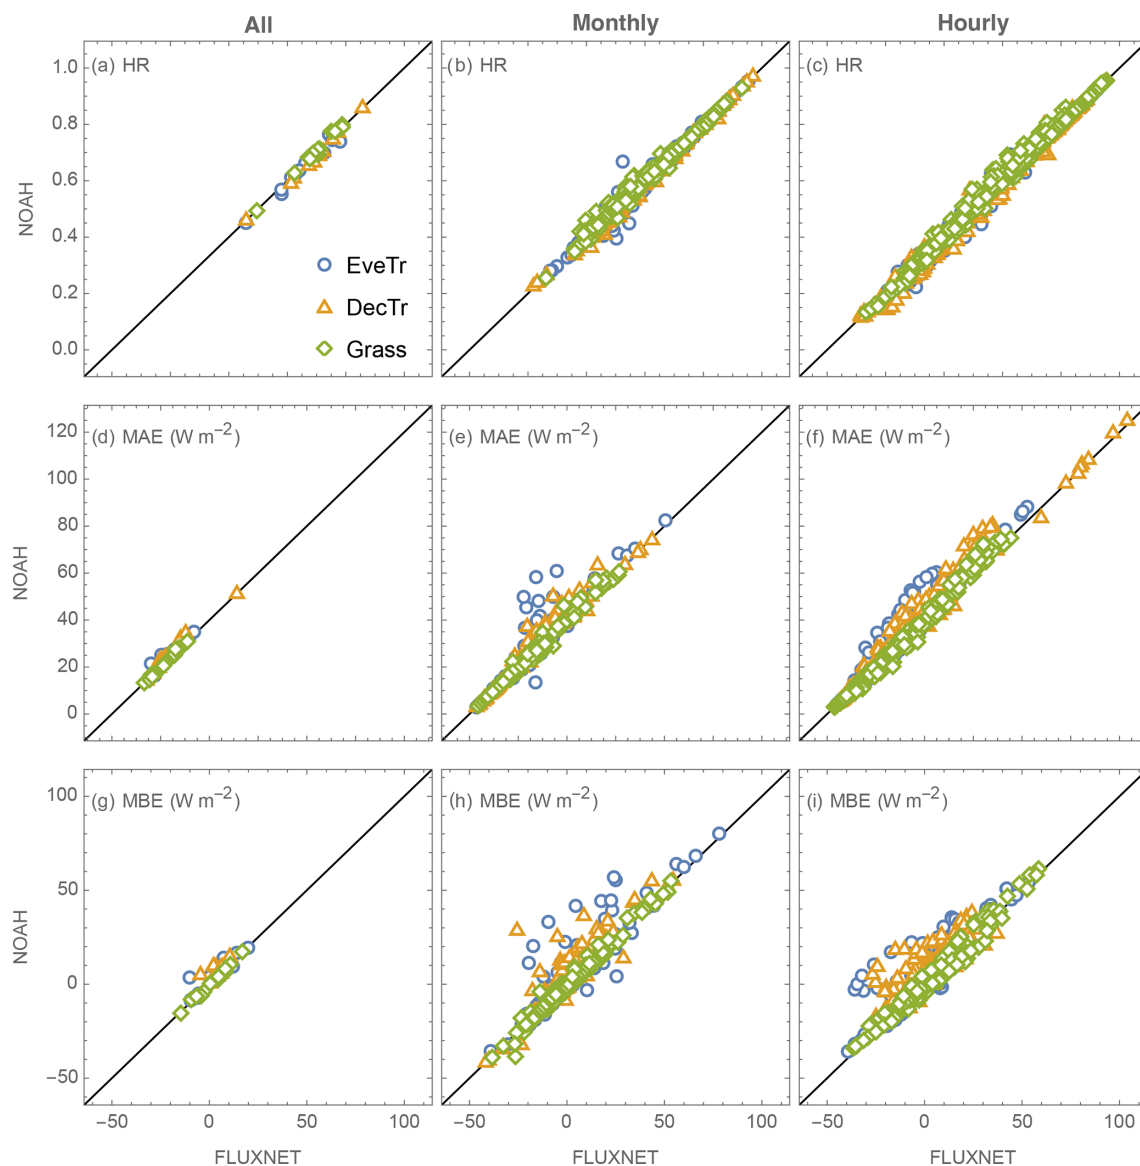 All Monthly Hourly
(a) HR (b) HR (c) HR
1.0
0.8
0.6
0.4
0.2
0.0
NOAH
EveTr
DecTr
Grass
(d) MAE (W m−2) (e) MAE (W m−2) (f) MAE (W m−2)
120
100
80
60
40
20
0
NOAH
(g) MBE (W m−2) (h) MBE (W m−2) (i) MBE (W m−2)
100
50
0
−50
NOAH
−50 0 50 100 −50 0 50 100 −50 0 50 100
FLUXNET FLUXNET FLUXNET